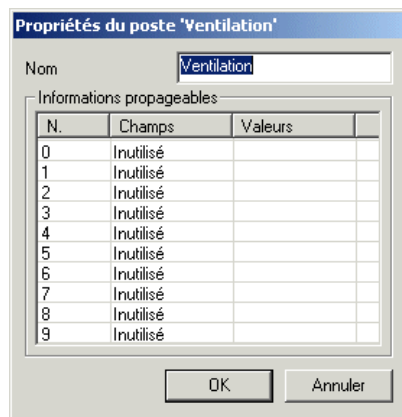 Propriétés du poste 'Ventilation'
Nom Ventilation
Informations propageables
N. Champs Valeurs
0 Inutilisé
1 Inutilisé
2 Inutilisé
3 Inutilisé
4 Inutilisé
5 Inutilisé
6 Inutilisé
7 Inutilisé
8 Inutilisé
9 Inutilisé
OK Annuler